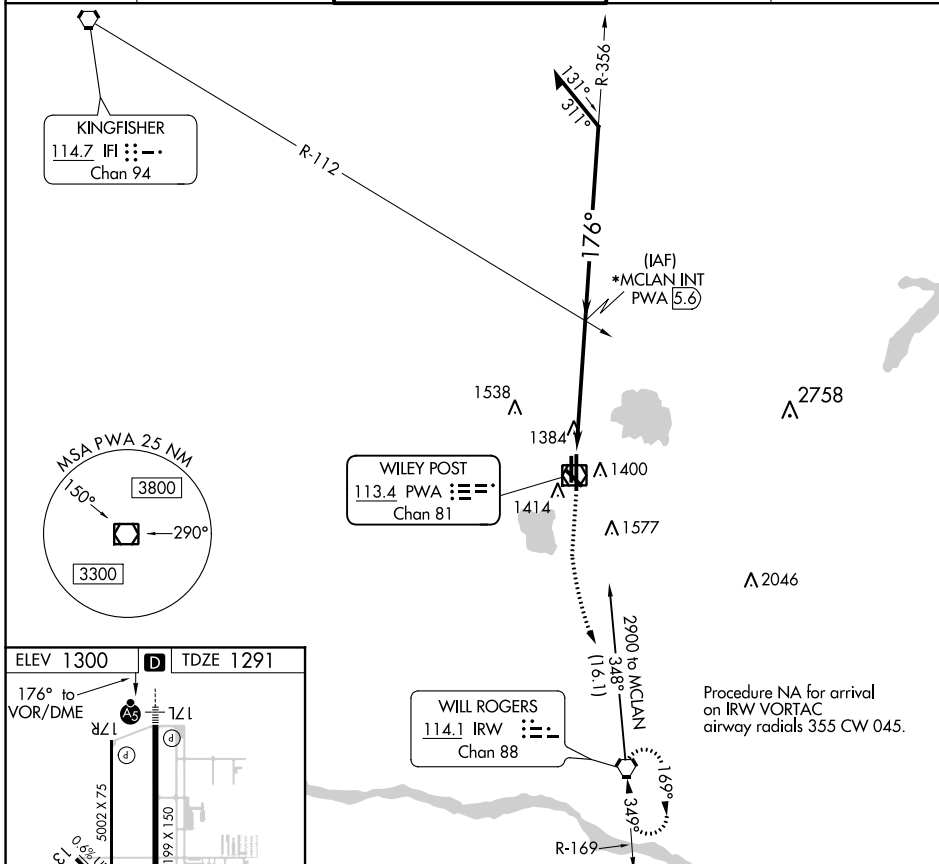 R-356
131°
311°
KINGFISHER
114.7 IFI
Chan 94
R-112
176°
(IAF)
*MCLAN INT
PWA 5.6
1538
2758
1384
WILEY POST
113.4 PWA
Chan 81
1400
1414
1577
MSA PWA 25 NM
150°
3800
290°
3300
2046
2900 to MCLAN
348°
(16.1)
ELEV 1300
D
TDZE 1291
176° to
VOR/DME
A5
17R
17L
P
P
5002 X 75
199 X 150
13
0.9%
WILL ROGERS
114.1 IRW
Chan 88
Procedure NA for arrival
on IRW VORTAC
airway radials 355 CW 045.
169°
349°
R-169